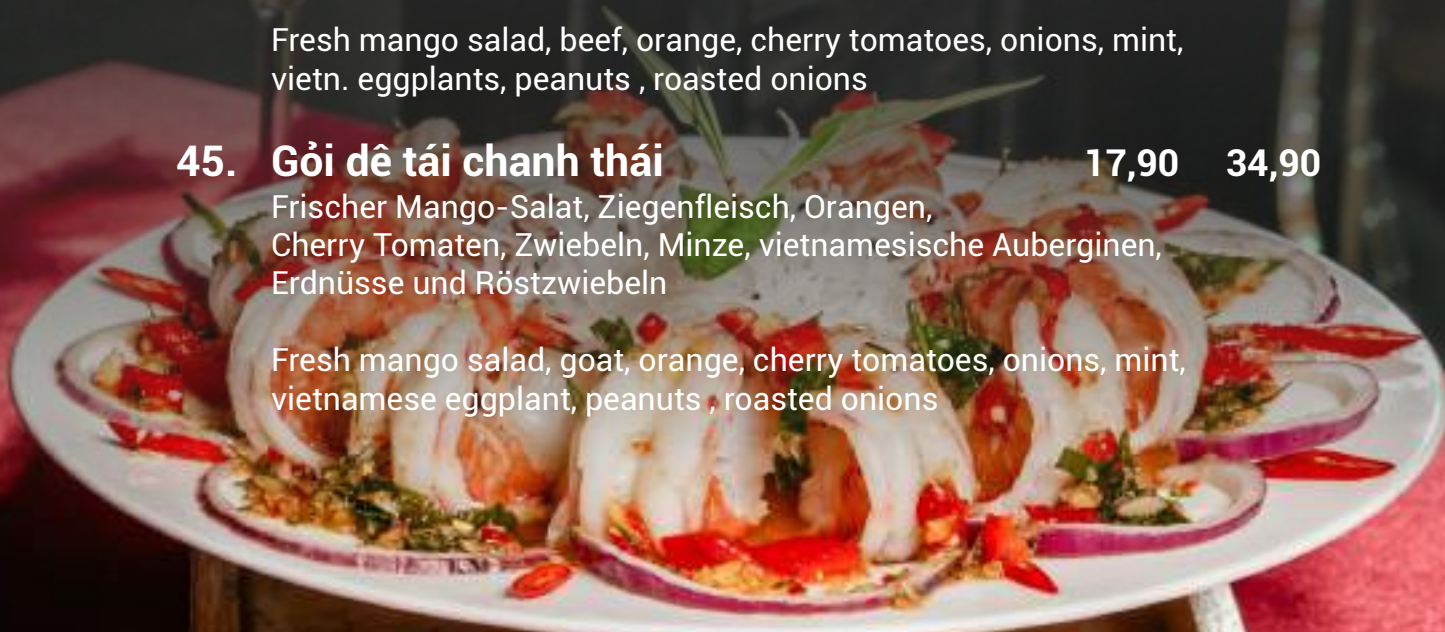 Fresh mango salad, beef, orange, cherry tomatoes, onions, mint,
vietn. eggplants, peanuts , roasted onions
45. Gỏi dê tái chanh thái 17,90 34,90
Frischer Mango-Salat, Ziegenfleisch, Orangen,
Cherry Tomaten, Zwiebeln, Minze, vietnamesische Auberginen,
Erdnüsse und Röstzwiebeln
Fresh mango salad, goat, orange, cherry tomatoes, onions, mint,
vietnamese eggplant, peanuts , roasted onions